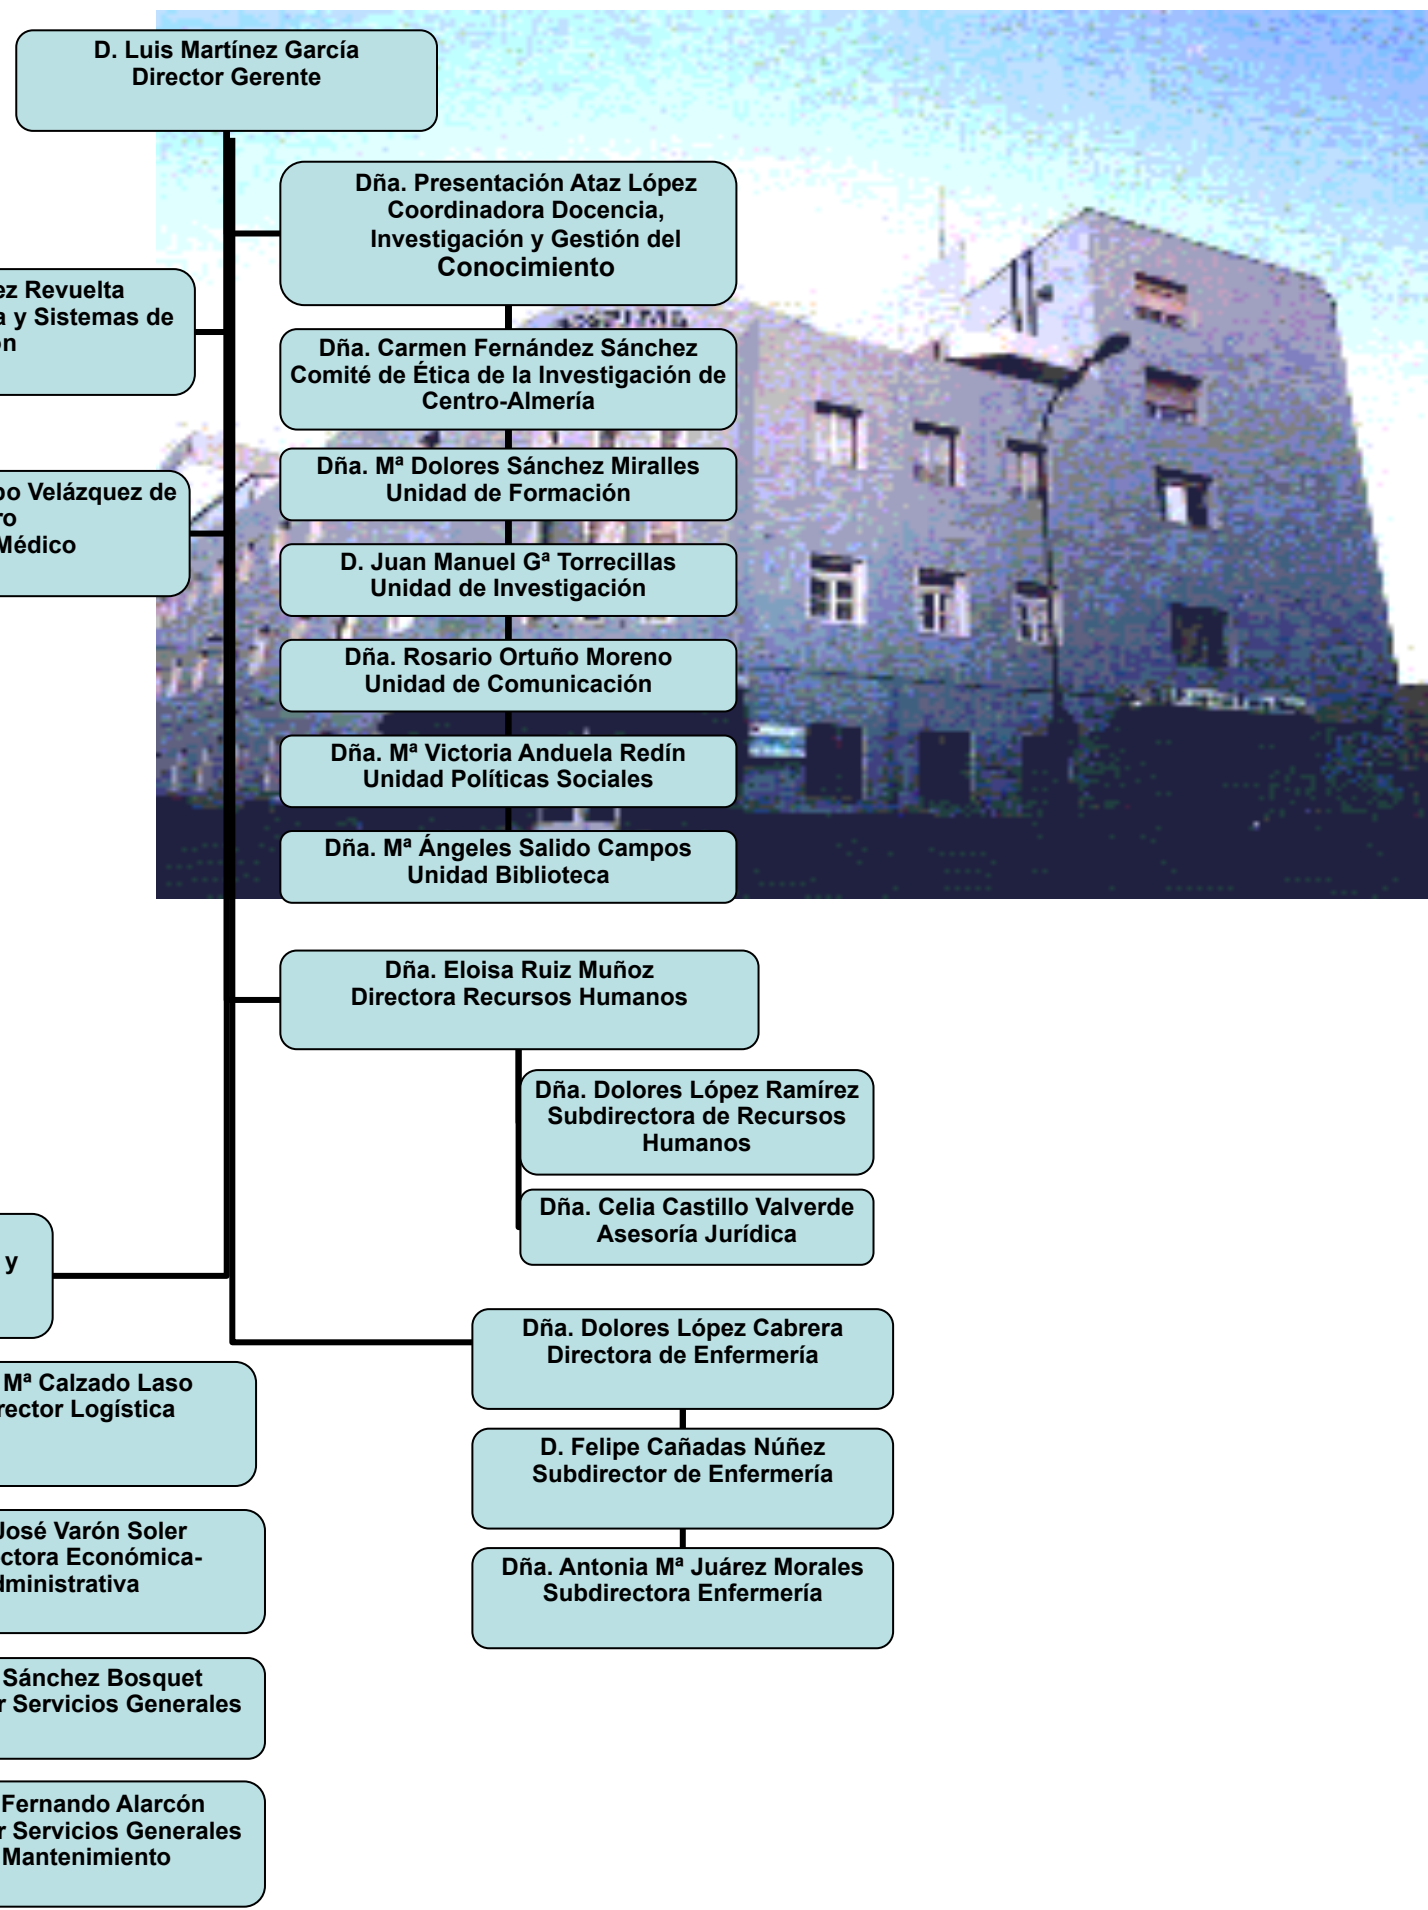 D. Luis Martínez García
Director Gerente
Dña. Presentación Ataz López
Coordinadora Docencia,
Investigación y Gestión del
Conocimiento
Revuelta
y Sistemas de
Dña. Carmen Fernández Sánchez
Comité de Ética de la Investigación de
Centro-Almería
Dña. Mª Dolores Sánchez Miralles
Unidad de Formación
Velázquez de
Médico
D. Juan Manuel Gª Torrecillas
Unidad de Investigación
Dña. Rosario Ortuño Moreno
Unidad de Comunicación
Dña. Mª Victoria Anduela Redín
Unidad Políticas Sociales
Dña. Mª Ángeles Salido Campos
Unidad Biblioteca
Dña. Eloisa Ruiz Muñoz
Directora Recursos Humanos
Dña. Dolores López Ramírez
Subdirectora de Recursos
Humanos
Dña. Celia Castillo Valverde
Asesoría Jurídica
y
Dña. Dolores López Cabrera
Directora de Enfermería
D. Felipe Cañadas Núñez
Subdirector de Enfermería
Dña. Antonia Mª Juárez Morales
Subdirectora Enfermería
Mª Calzado Laso
Logística
José Varón Soler
Económica-
Sánchez Bosquet
Servicios Generales
Fernando Alarcón
Servicios Generales
Mantenimiento